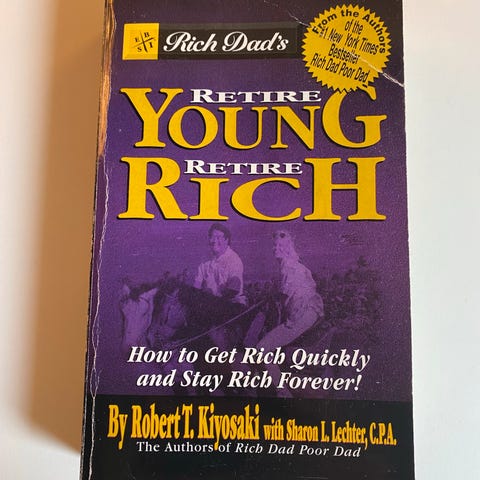 E B
S I
Rich Dad's
From the Authors
of the
#1 New York Times
Bestseller
Rich Dad Poor Dad
RETIRE
YOUNG
RETIRE
RICH
How to Get Rich Quickly
and Stay Rich Forever!
By Robert T. Kiyosaki with Sharon L. Lechter, C.P.A.
The Authors of Rich Dad Poor Dad